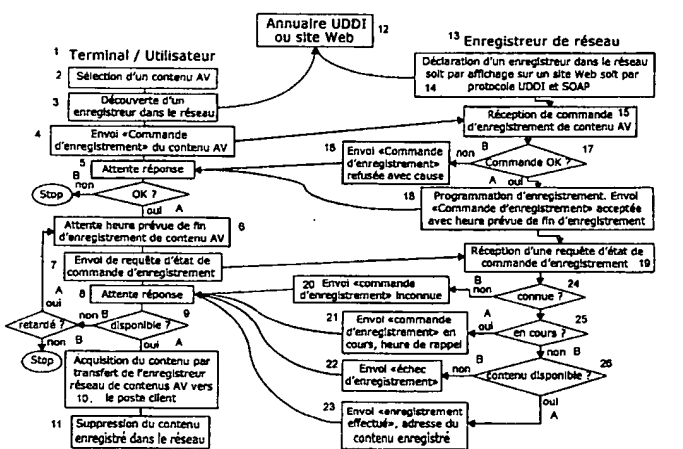 Annuaire UDDI
ou site Web
12
1 Terminal / Utilisateur
2 Sélection d'un contenu AV
3 Découverte d'un
enregistreur dans le réseau
4 Envoi «Commande
d'enregistrement» du contenu AV
5 Attente réponse
B
non
Stop
OK ?
oui A
Attente heure prévue de fin
d'enregistrement de contenu AV
6
7 Envoi de requête d'état de
commande d'enregistrement
8 Attente réponse
A
oui
retardé ?
non B
disponible ?
9
non B
Stop
oui A
Acquisition du contenu par
transfert de l'enregistreur
réseau de contenus AV vers
10. le poste client
11 Suppression du contenu
enregistré dans le réseau
13 Enregistreur de réseau
Déclaration d'un enregistreur dans le réseau
soit par affichage sur un site Web soit par
14 protocole UDDI et SOAP
Réception de commande 15
d'enregistrement de contenu AV
16 Envoi «Commande
d'enregistrement»
refusée avec cause
non B
Commande OK ?
17
A oui
18 Programmation d'enregistrement. Envoi
«Commande d'enregistrement» acceptée
avec heure prévue de fin d'enregistrement
Réception d'une requête d'état de
commande d'enregistrement 19
20 Envoi «commande
d'enregistrement» inconnue
B
non
connue ?
24
21 Envoi «commande
d'enregistrement» en
cours, heure de rappel
oui A
en cours ?
25
non B
22 Envoi «échec
d'enregistrement»
B
non
contenu disponible ?
26
oui
A
23 Envoi «enregistrement
effectué», adresse du
contenu enregistré